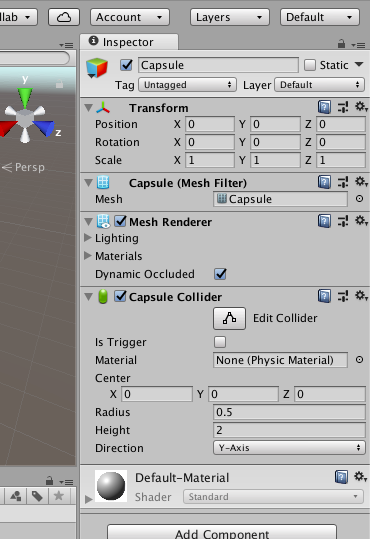 llab
Account
Layers
Default
Inspector
Capsule
Static
Tag Untagged Layer Default
Transform
Position X 0 Y 0 Z 0
Rotation X 0 Y 0 Z 0
Scale X 1 Y 1 Z 1
Capsule (Mesh Filter)
Mesh Capsule
Mesh Renderer
Lighting
Materials
Dynamic Occluded
Capsule Collider
Edit Collider
Is Trigger
Material None (Physic Material)
Center
X 0 Y 0 Z 0
Radius 0.5
Height 2
Direction Y-Axis
Default-Material
Shader Standard
Add Component
y
z
Persp